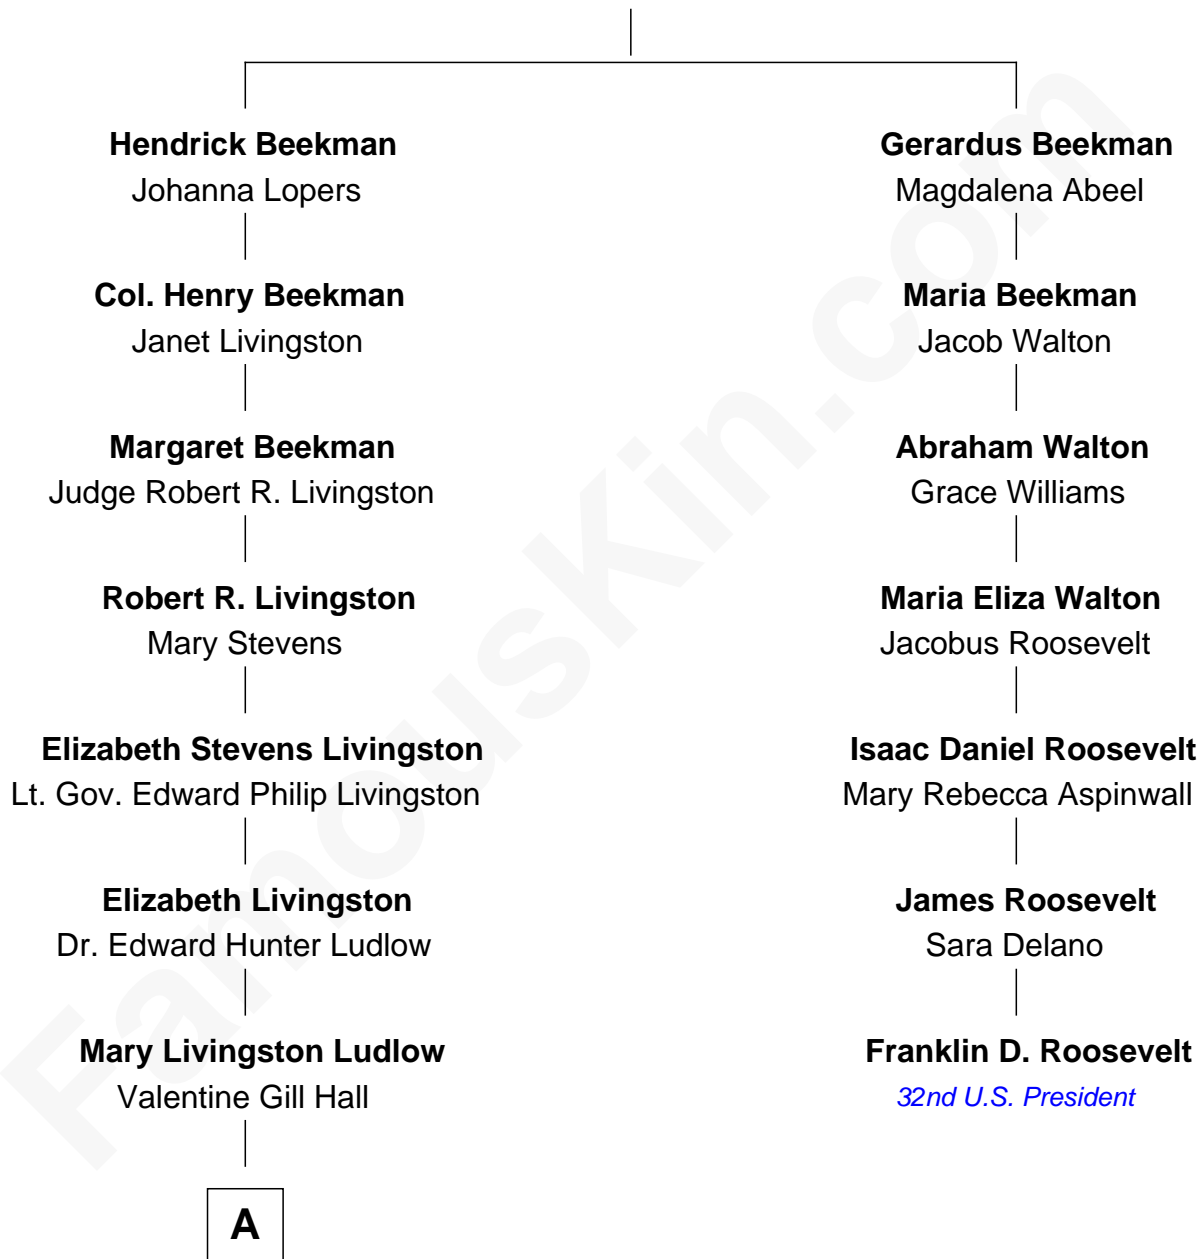 Hendrick Beekman
Johanna Lopers
Col. Henry Beekman
Janet Livingston
Margaret Beekman
Judge Robert R. Livingston
Robert R. Livingston
Mary Stevens
Elizabeth Stevens Livingston
Lt. Gov. Edward Philip Livingston
Elizabeth Livingston
Dr. Edward Hunter Ludlow
Mary Livingston Ludlow
Valentine Gill Hall
A
Gerardus Beekman
Magdalena Abeel
Maria Beekman
Jacob Walton
Abraham Walton
Grace Williams
Maria Eliza Walton
Jacobus Roosevelt
Isaac Daniel Roosevelt
Mary Rebecca Aspinwall
James Roosevelt
Sara Delano
Franklin D. Roosevelt
32nd U.S. President
FamousKin.com